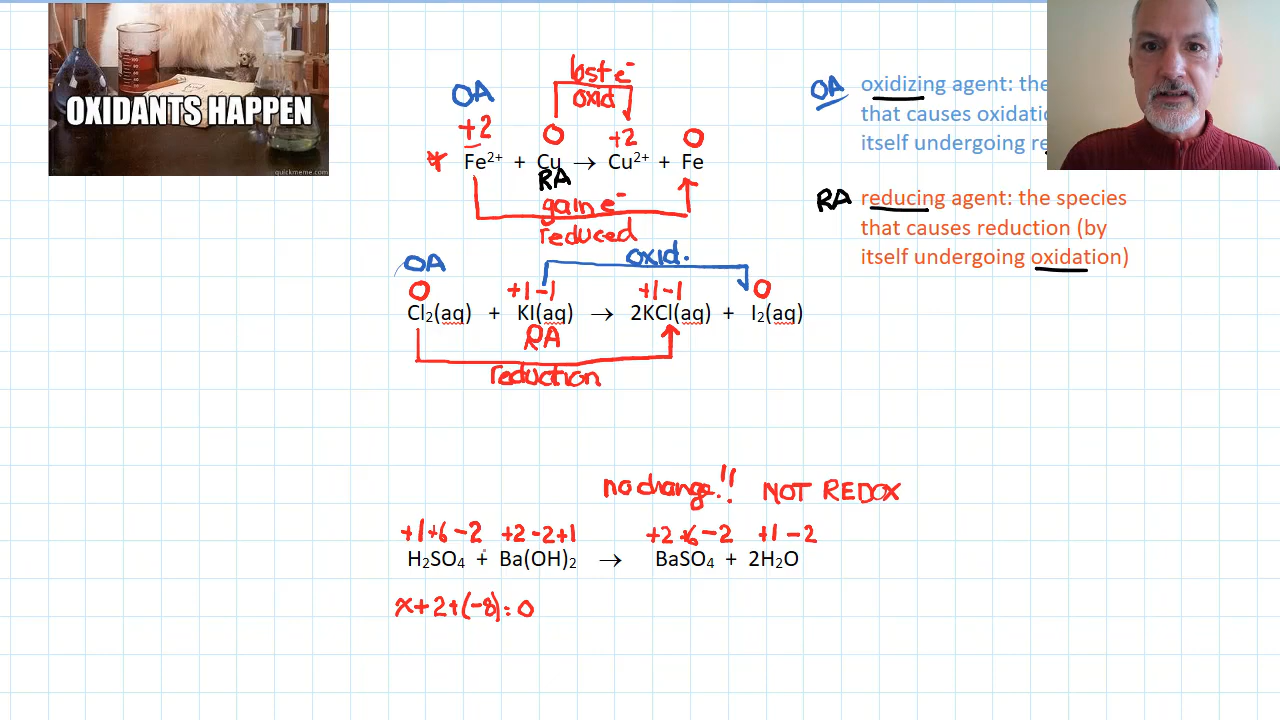 OXIDANTS HAPPEN
quickmeme.com
lost e⁻
oxid
OA
+2 0 +2 0
* Fe²⁺ + Cu → Cu²⁺ + Fe
RA
gain e⁻
reduced
OA oxidizing agent: the
that causes oxidatio
itself undergoing re
RA reducing agent: the species
that causes reduction (by
itself undergoing oxidation)
OA oxid.
0 +1 -1 +1 -1 0
Cl₂(aq) + KI(aq) → 2KCl(aq) + I₂(aq)
RA
reduction
no change!! NOT REDOX
+1 +6 -2 +2 -2 +1 +2 +6 -2 +1 -2
H₂SO₄ + Ba(OH)₂ → BaSO₄ + 2H₂O
x + 2 + (-8) = 0